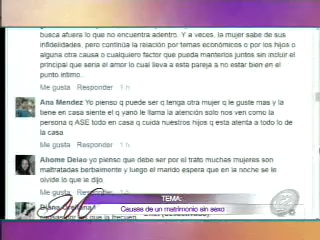 busca afuera lo que no encuentra adentro. Y a veces, la mujer sabe de sus
infidelidades, pero continúa la relación por temas económicos o por los hijos o
alguna otra causa o cualquiero factor que pueda manterlos juntos sin incluir el
principal que seria el amor lo cual lleva a esta pareja a no estar bien en el
punto intimo.
Me gusta Responder 1 h
Ana Mendez Yo pienso q puede ser q tenga otra mujer q le guste mas y la
tiene en casa siente el q yanó le llama la atención solo nos ven como la
persona q ASE todo en casa q cuida nuestros hijos q esta atenta a todo lo de
la casa
Me gusta Responder 1 h
Ahome Delao yo pienso que debe ser por el trato muchas mujeres son
maltratadas berbalmente y luego el marido espera que en la noche se le
olvide lo que le dijo.
Me gusta Responder
TEMA:
Causas de un matrimonio sin sexo